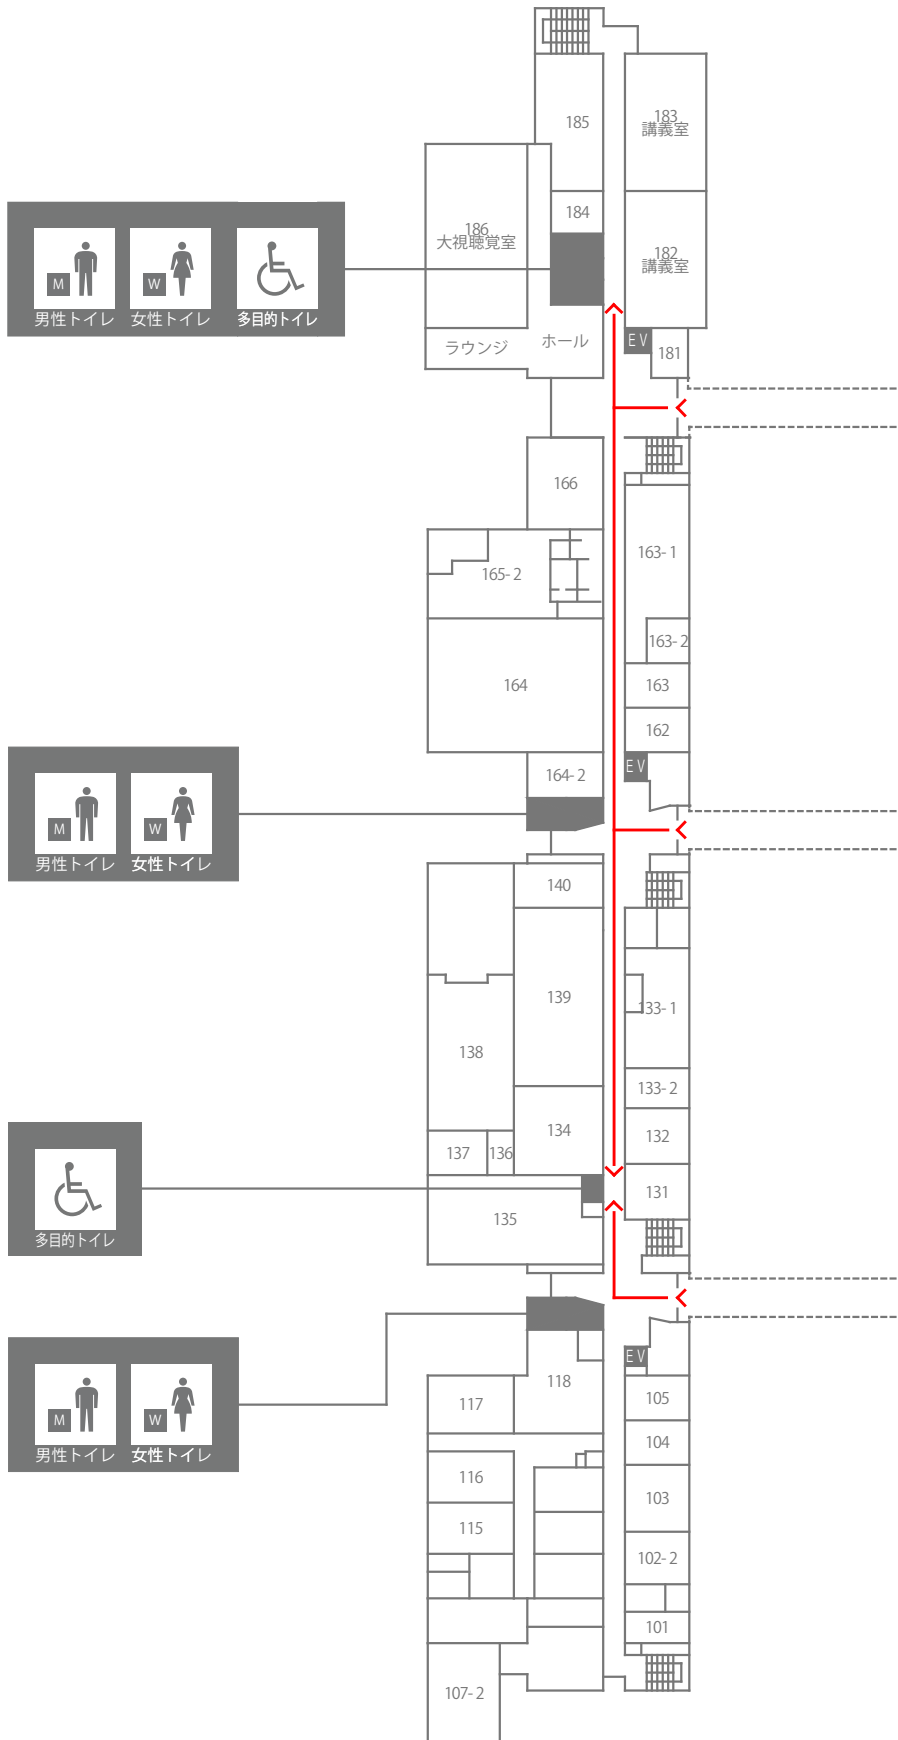 185
183
講義室
184
186
大視聴覚室
182
講義室
M
W
男性トイレ
女性トイレ
多目的トイレ
ラウンジ
ホール
EV
181
166
163-1
165-2
163-2
164
163
162
EV
164-2
M
W
男性トイレ
女性トイレ
140
139
133-1
138
133-2
134
132
137
136
131
135
多目的トイレ
EV
118
117
105
M
W
男性トイレ
女性トイレ
104
116
103
115
102-2
101
107-2